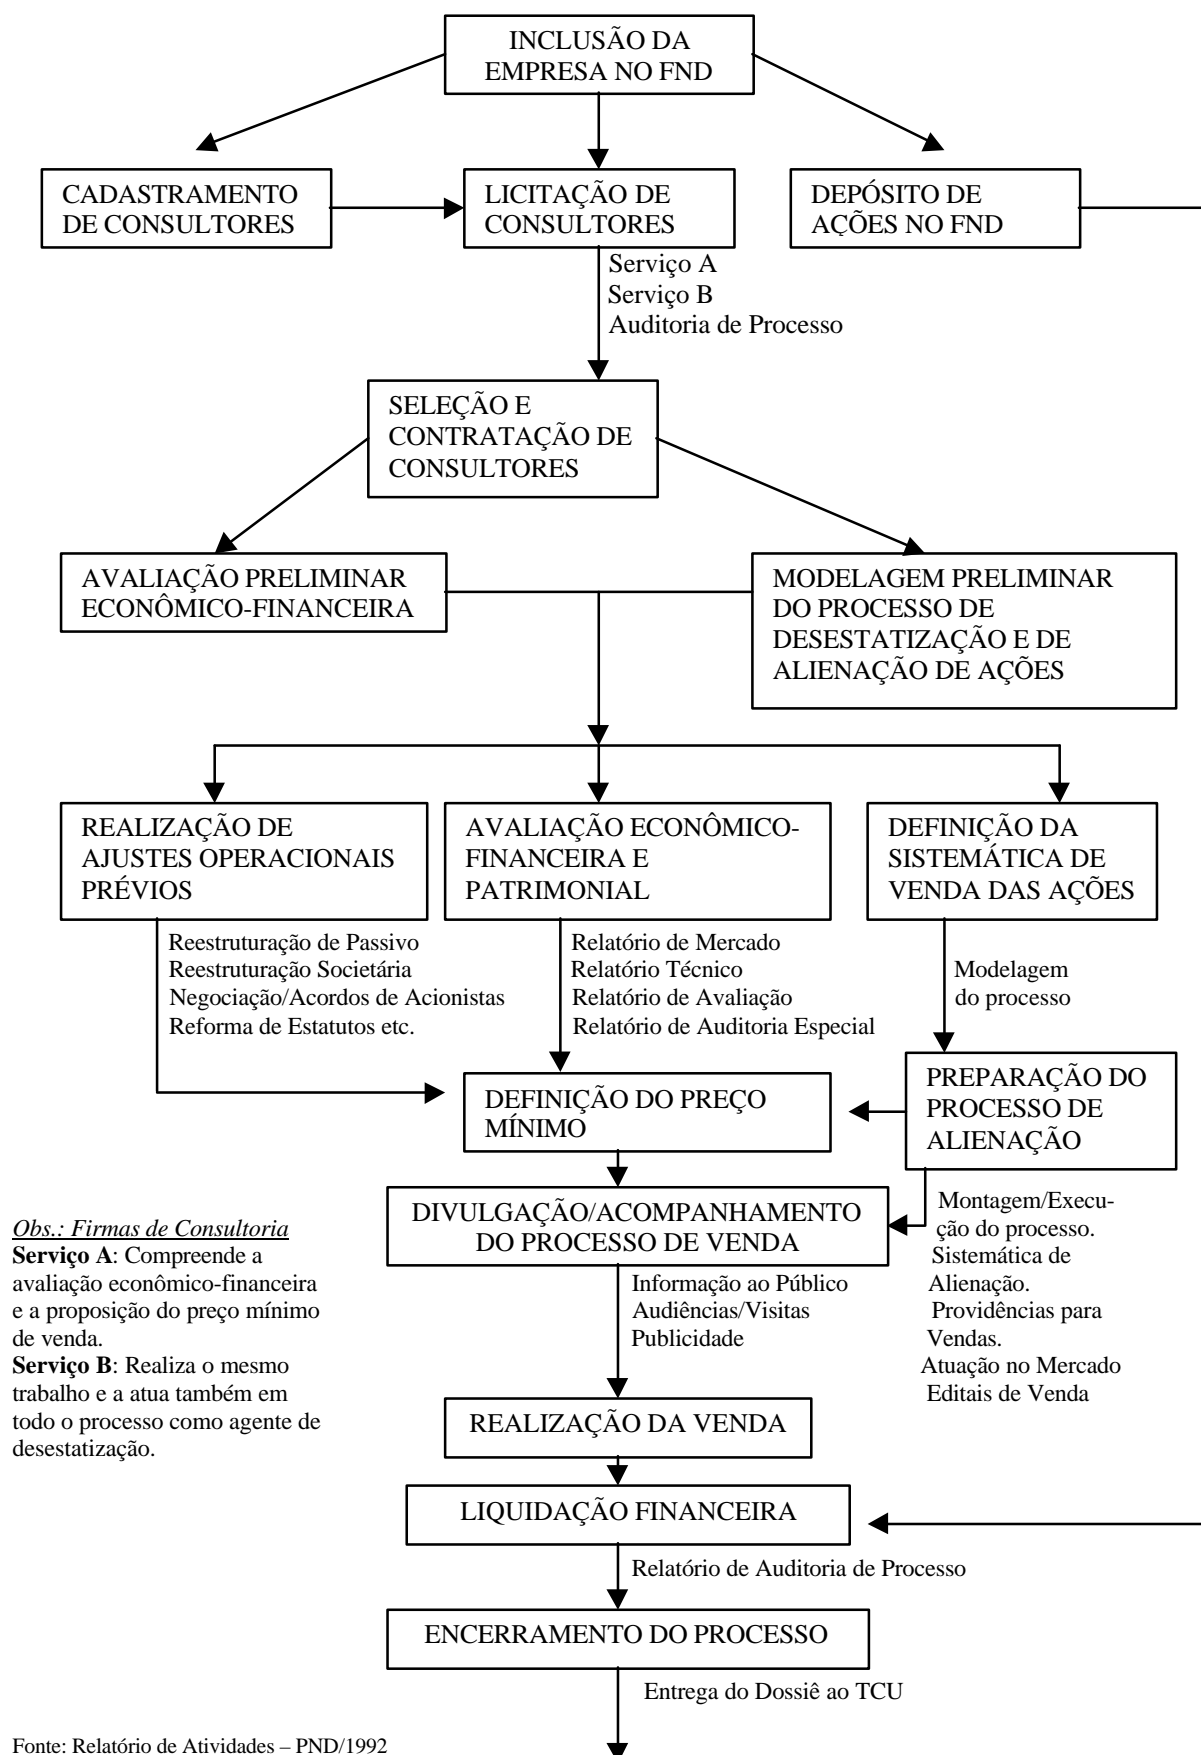 INCLUSÃO DA
EMPRESA NO FND
CADASTRAMENTO
DE CONSULTORES
LICITAÇÃO DE
CONSULTORES
DEPÓSITO DE
AÇÕES NO FND
Serviço A
Serviço B
Auditoria de Processo
SELEÇÃO E
CONTRATAÇÃO DE
CONSULTORES
AVALIAÇÃO PRELIMINAR
ECONÔMICO-FINANCEIRA
MODELAGEM PRELIMINAR
DO PROCESSO DE
DESESTATIZAÇÃO E DE
ALIENAÇÃO DE AÇÕES
REALIZAÇÃO DE
AJUSTES OPERACIONAIS
PRÉVIOS
AVALIAÇÃO ECONÔMICO-
FINANCEIRA E
PATRIMONIAL
DEFINIÇÃO DA
SISTEMÁTICA DE
VENDA DAS AÇÕES
Reestruturação de Passivo
Reestruturação Societária
Negociação/Acordos de Acionistas
Reforma de Estatutos etc.
Relatório de Mercado
Relatório Técnico
Relatório de Avaliação
Relatório de Auditoria Especial
Modelagem
do processo
DEFINIÇÃO DO PREÇO
MÍNIMO
PREPARAÇÃO DO
PROCESSO DE
ALIENAÇÃO
DIVULGAÇÃO/ACOMPANHAMENTO
DO PROCESSO DE VENDA
Montagem/Execu-
ção do processo.
Sistemática de
Alienação.
Providências para
Vendas.
Atuação no Mercado
Editais de Venda
Obs.: Firmas de Consultoria
Serviço A: Compreende a
avaliação econômico-financeira
e a proposição do preço mínimo
de venda.
Serviço B: Realiza o mesmo
trabalho e a atua também em
todo o processo como agente de
desestatização.
Informação ao Público
Audiências/Visitas
Publicidade
REALIZAÇÃO DA VENDA
LIQUIDAÇÃO FINANCEIRA
Relatório de Auditoria de Processo
ENCERRAMENTO DO PROCESSO
Entrega do Dossiê ao TCU
Fonte: Relatório de Atividades – PND/1992